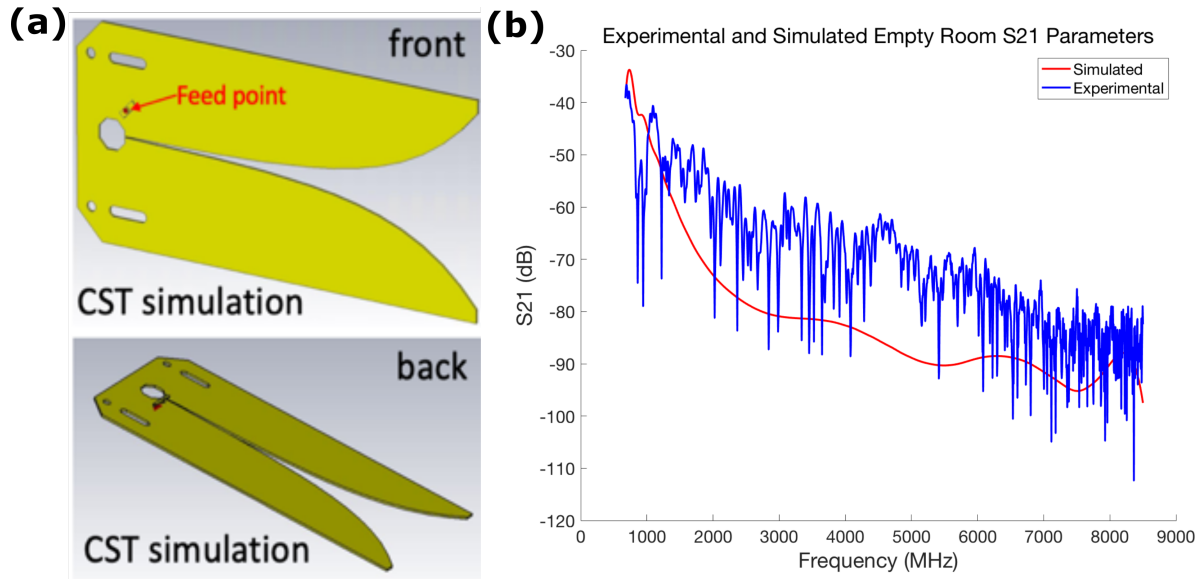 (a)
front
Feed point
CST simulation
back
CST simulation
(b)
Experimental and Simulated Empty Room S21 Parameters
Simulated
Experimental
S21 (dB)
-30
-40
-50
-60
-70
-80
-90
-100
-110
-120
0 1000 2000 3000 4000 5000 6000 7000 8000 9000
Frequency (MHz)